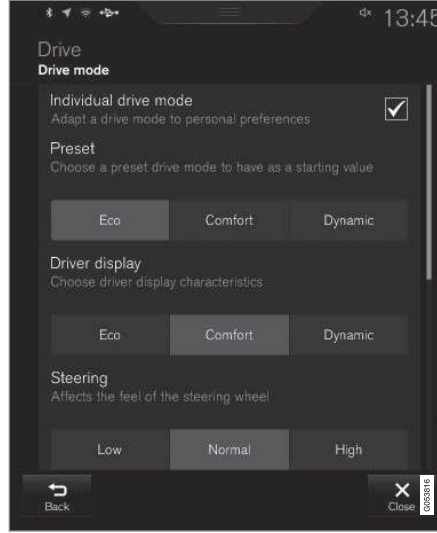 13:45
Drive
Drive mode
Individual drive mode
Adapt a drive mode to personal preferences
Preset
Choose a preset drive mode to have as a starting value
Eco Comfort Dynamic
Driver display
Choose driver display characteristics
Eco Comfort Dynamic
Steering
Affects the feel of the steering wheel
Low Normal High
Back Close
G053816